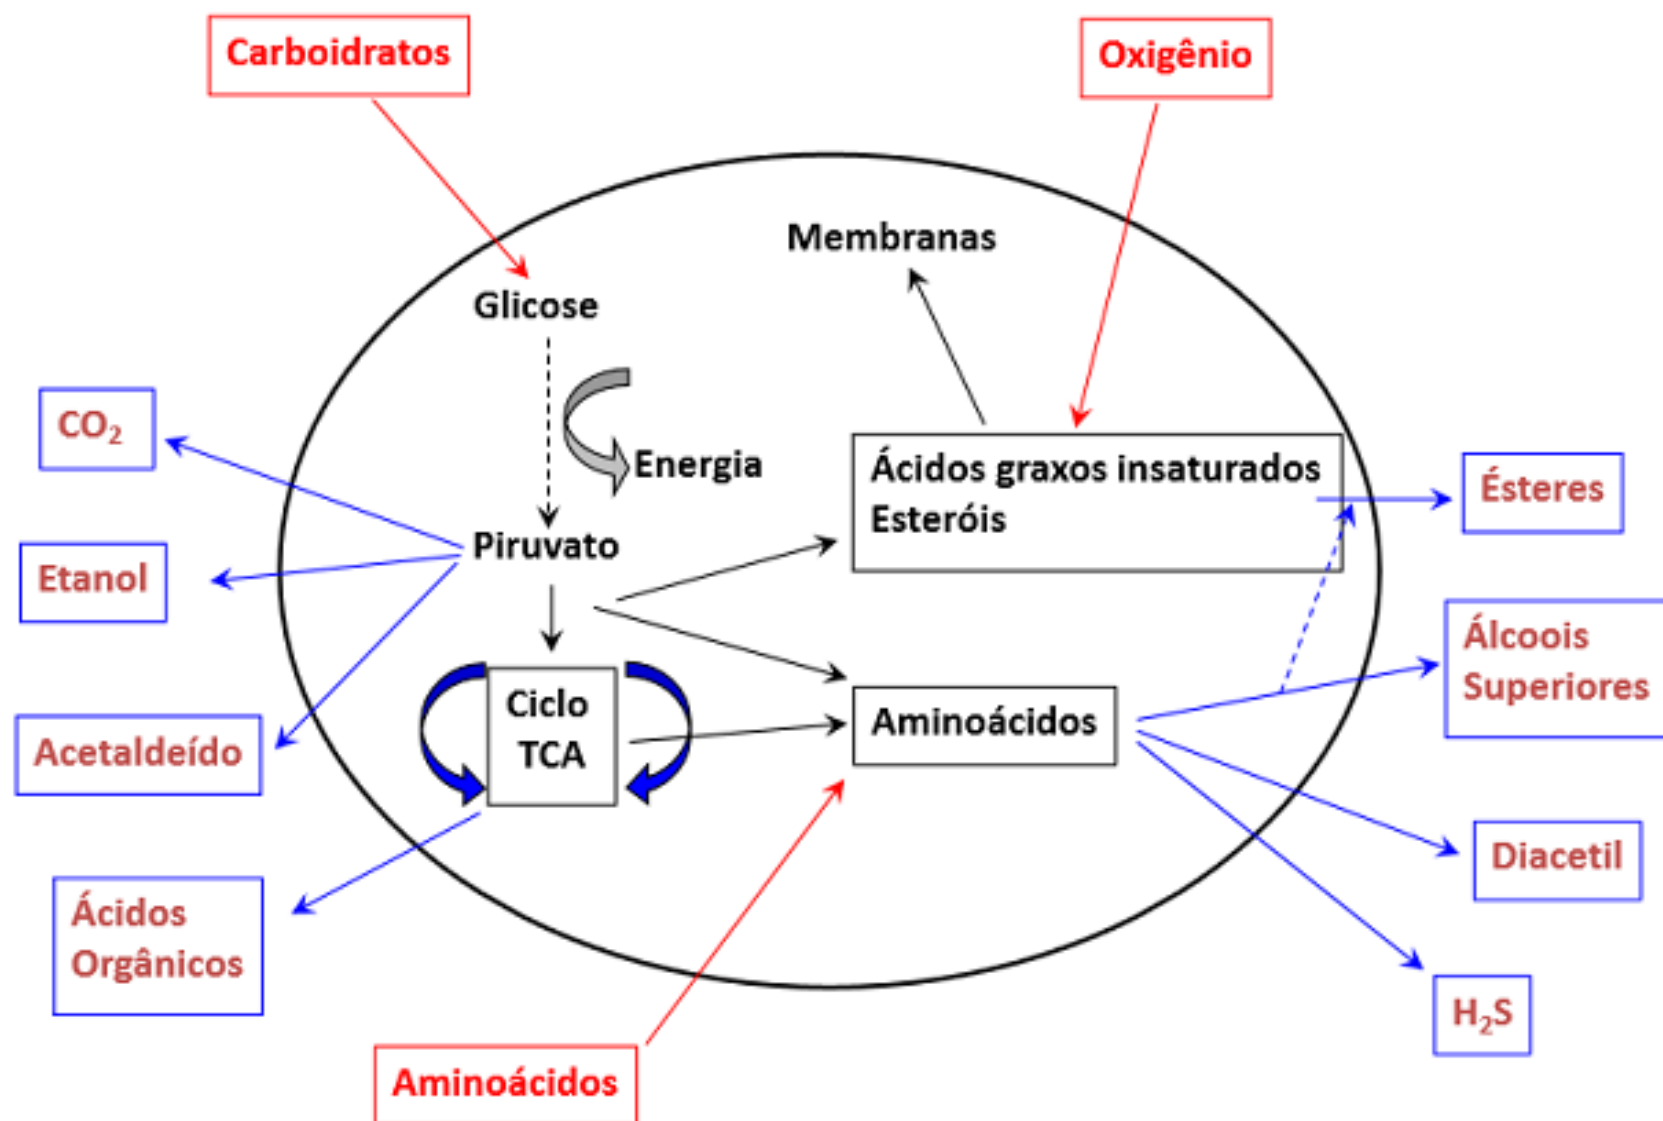 Carboidratos
Oxigênio
Membranas
Glicose
CO₂
Energia
Ácidos graxos insaturados
Esteróis
Ésteres
Piruvato
Etanol
Álcoois
Superiores
Ciclo
TCA
Aminoácidos
Acetaldeído
Diacetil
Ácidos
Orgânicos
H₂S
Aminoácidos